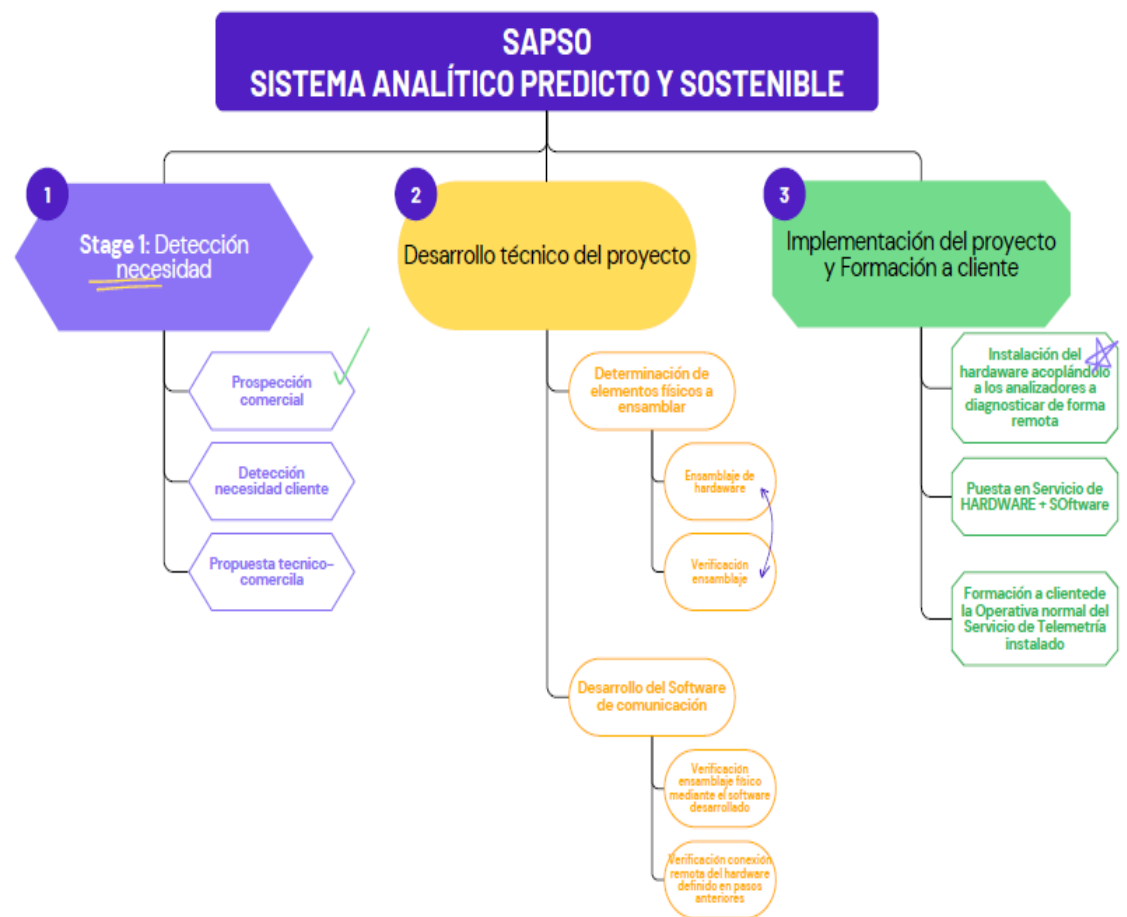 SAPSO
SISTEMA ANALÍTICO PREDICTO Y SOSTENIBLE
1
Stage 1: Detección
necesidad
Prospección
comercial
Detección
necesidad cliente
Propuesta tecnico-
comercila
2
Desarrollo técnico del proyecto
Determinación de
elementos físicos a
ensamblar
Ensamblaje de
hardaware
Verificación
ensamblaje
Desarrollo del Software
de comunicación
Verificación
ensamblaje físico
mediante el software
desarrollado
Verificación conexión
remota del hardware
definido en pasos
anteriores
3
Implementación del proyecto
y Formación a cliente
Instalación del
hardaware acoplándolo
a los analizadores a
diagnosticar de forma
remota
Puesta en Servicio de
HARDWARE + SOftware
Formación a clientede
la Operativa normal del
Servicio de Telemetría
instalado